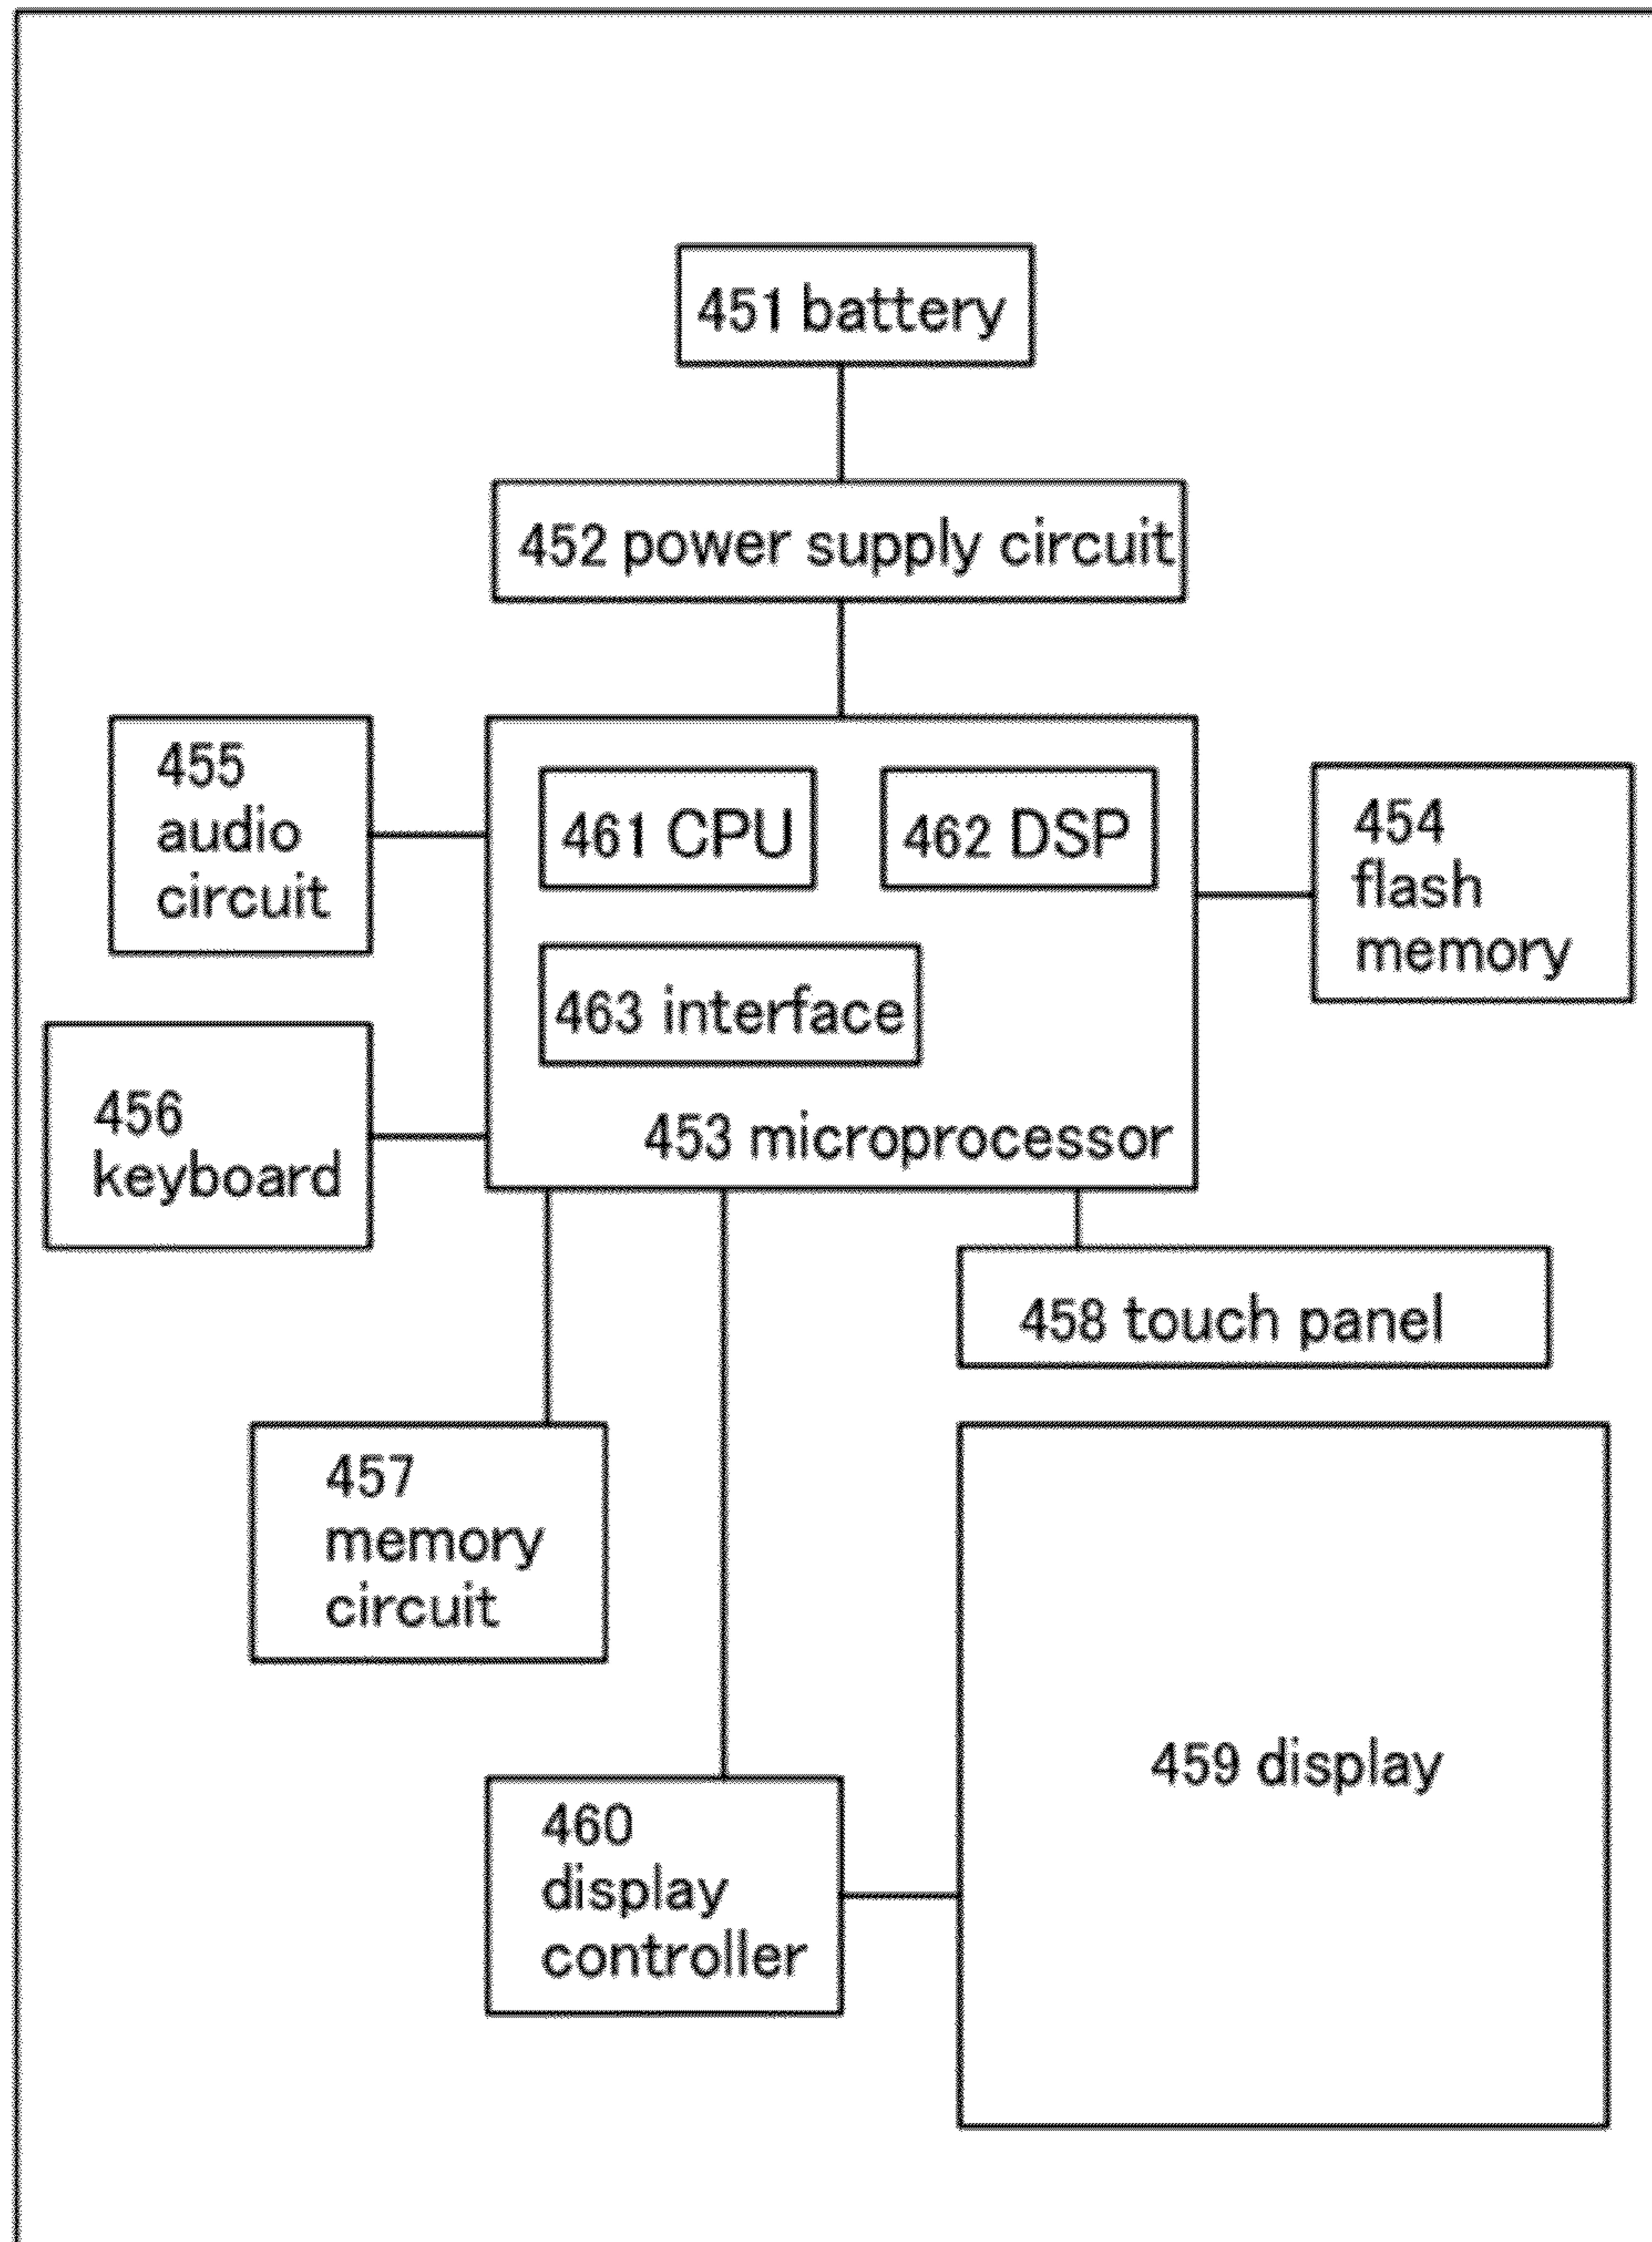 451 battery
452 power supply circuit
455
audio
circuit
461 CPU
462 DSP
454
flash
memory
463 interface
456
keyboard
453 microprocessor
458 touch panel
457
memory
circuit
459 display
460
display
controller